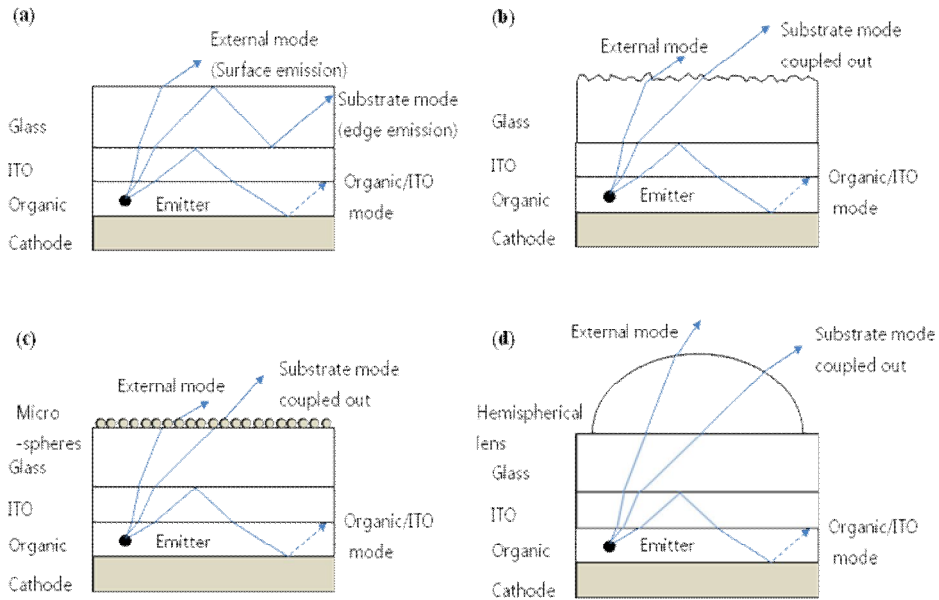 (a)
External mode
(Surface emission)
Substrate mode
(edge emission)
Glass
ITO
Organic/ITO
mode
Organic
Emitter
Cathode
(b)
Substrate mode
coupled out
External mode
Glass
ITO
Organic/ITO
mode
Organic
Emitter
Cathode
(c)
Substrate mode
coupled out
External mode
Micro
-spheres
Glass
ITO
Organic/ITO
mode
Organic
Emitter
Cathode
(d)
External mode
Substrate mode
coupled out
Hemispherical
lens
Glass
ITO
Organic/ITO
mode
Organic
Emitter
Cathode